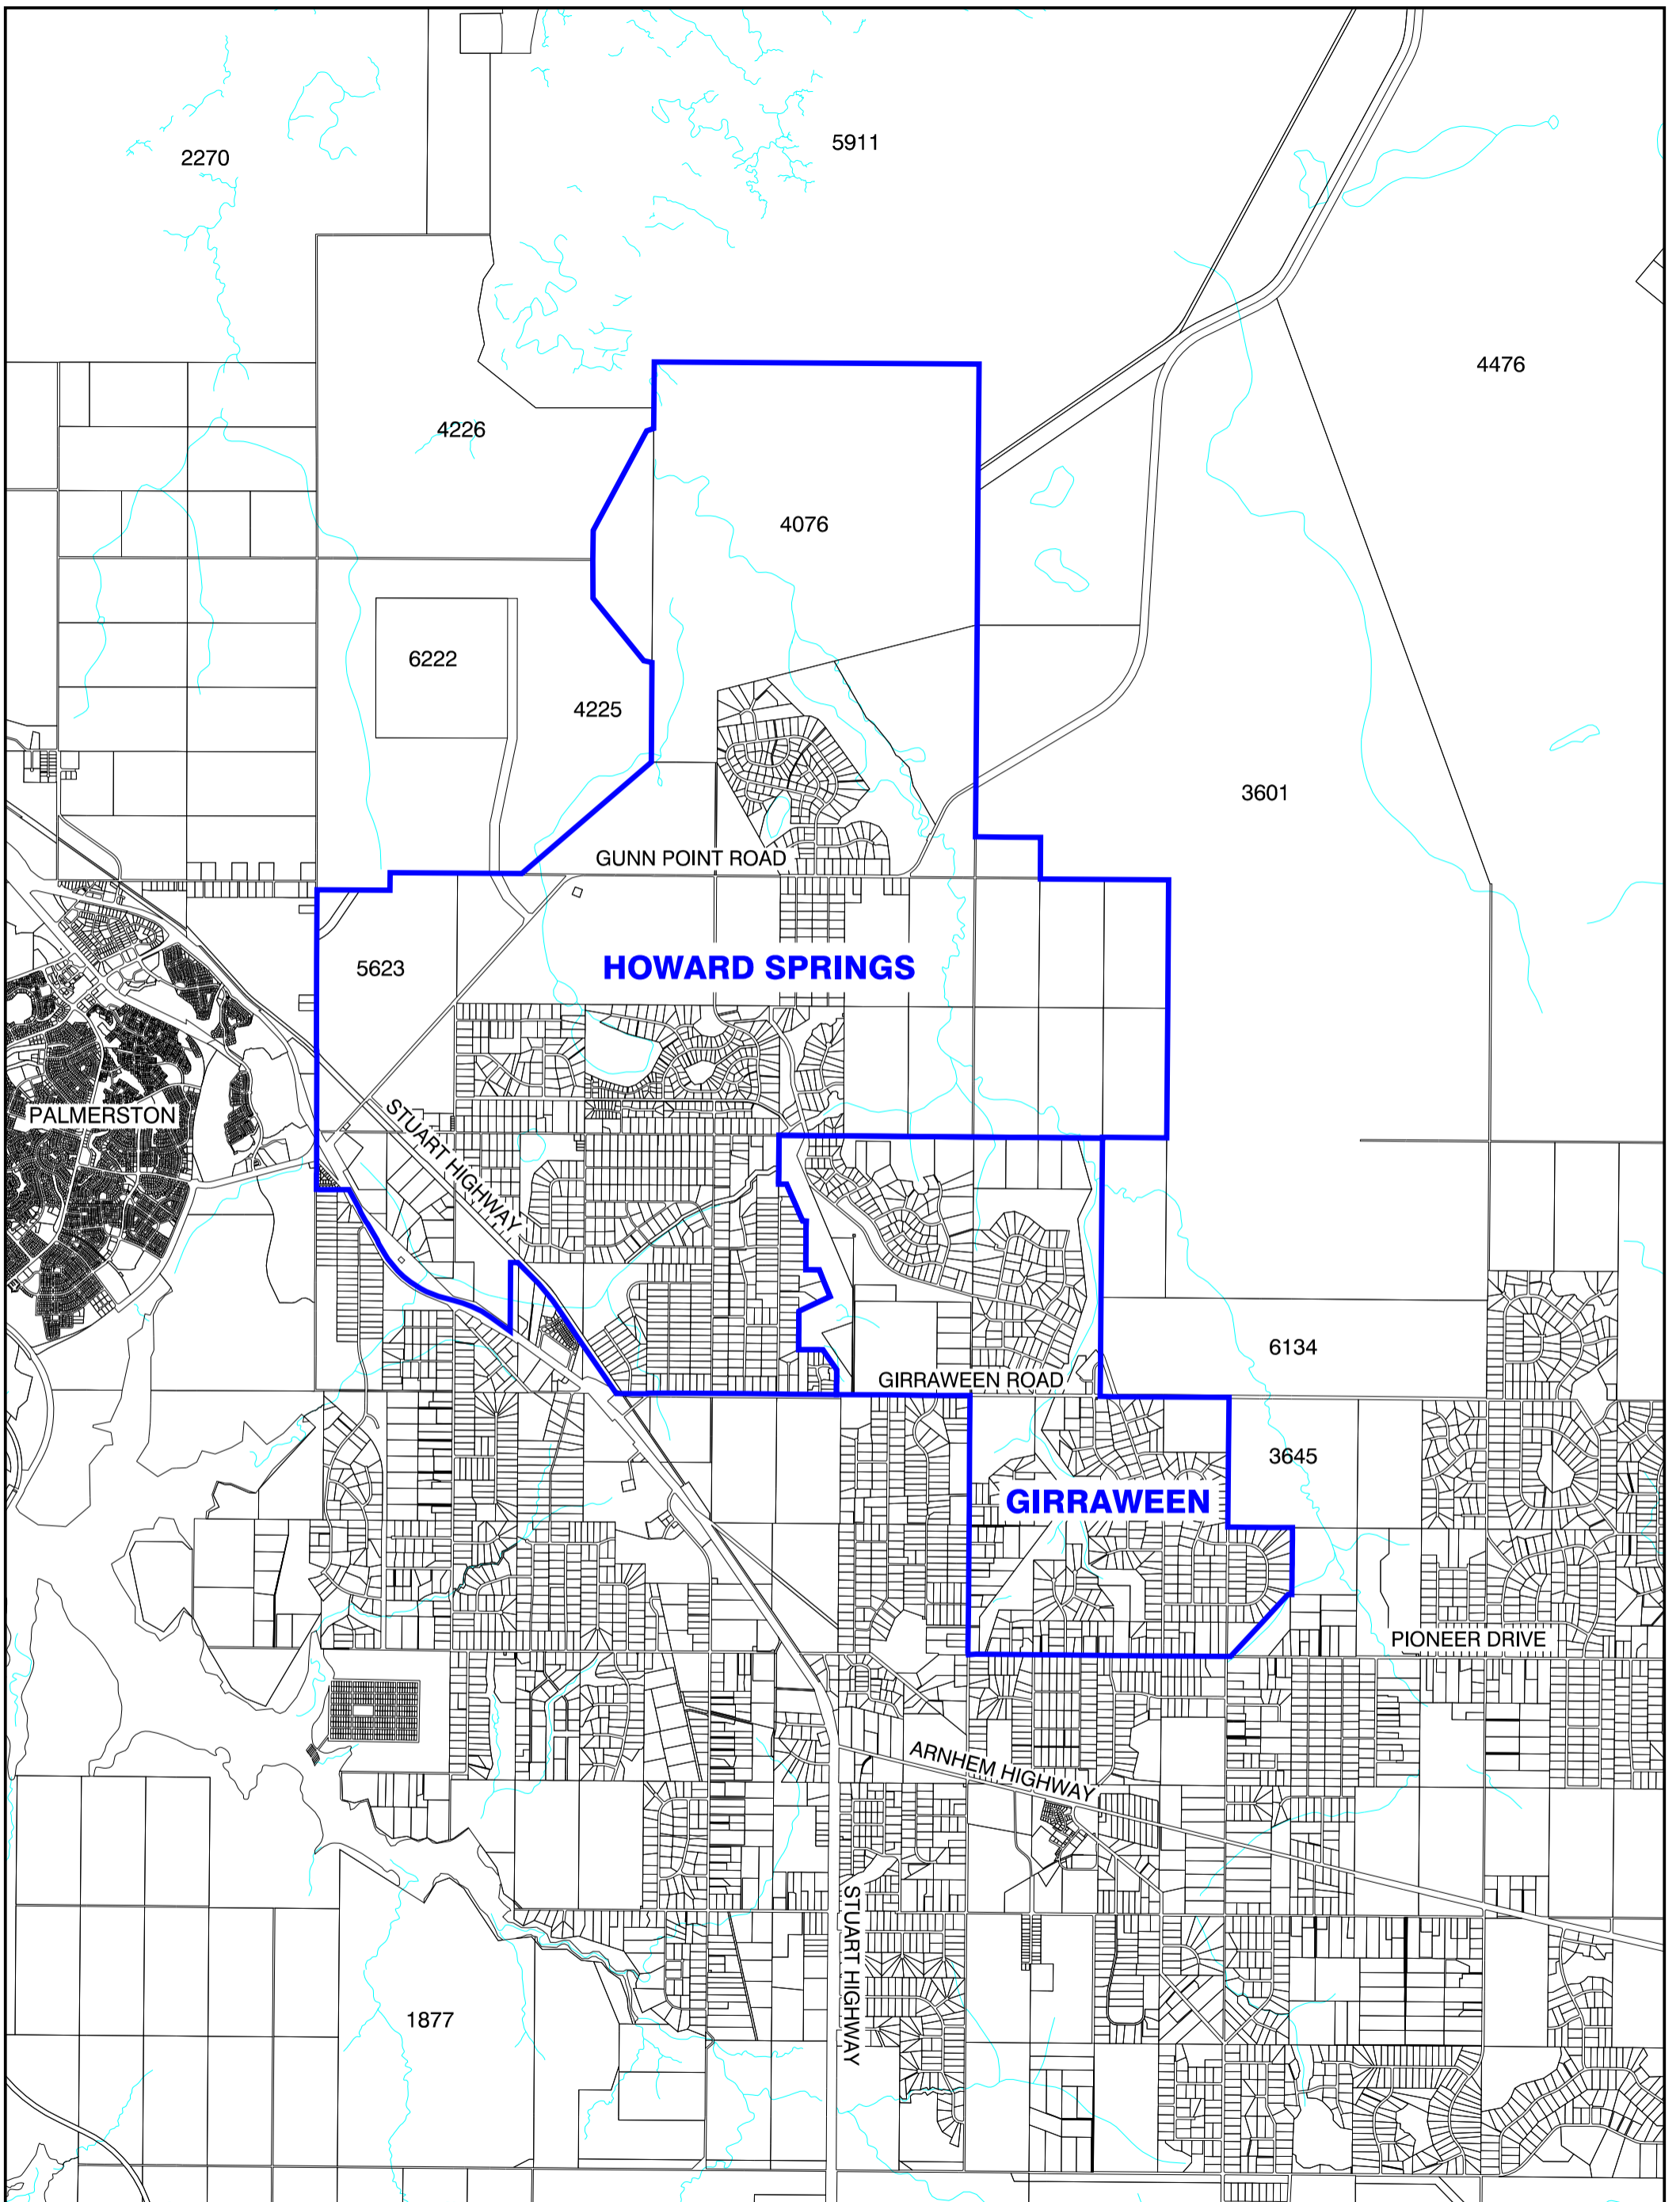 5911
2270
4476
4226
4076
6222
4225
3601
GUNN POINT ROAD
HOWARD SPRINGS
5623
PALMERSTON
STUART HIGHWAY
6134
GIRRAWEEN ROAD
3645
GIRRAWEEN
PIONEER DRIVE
ARNHEM HIGHWAY
STUART HIGHWAY
1877